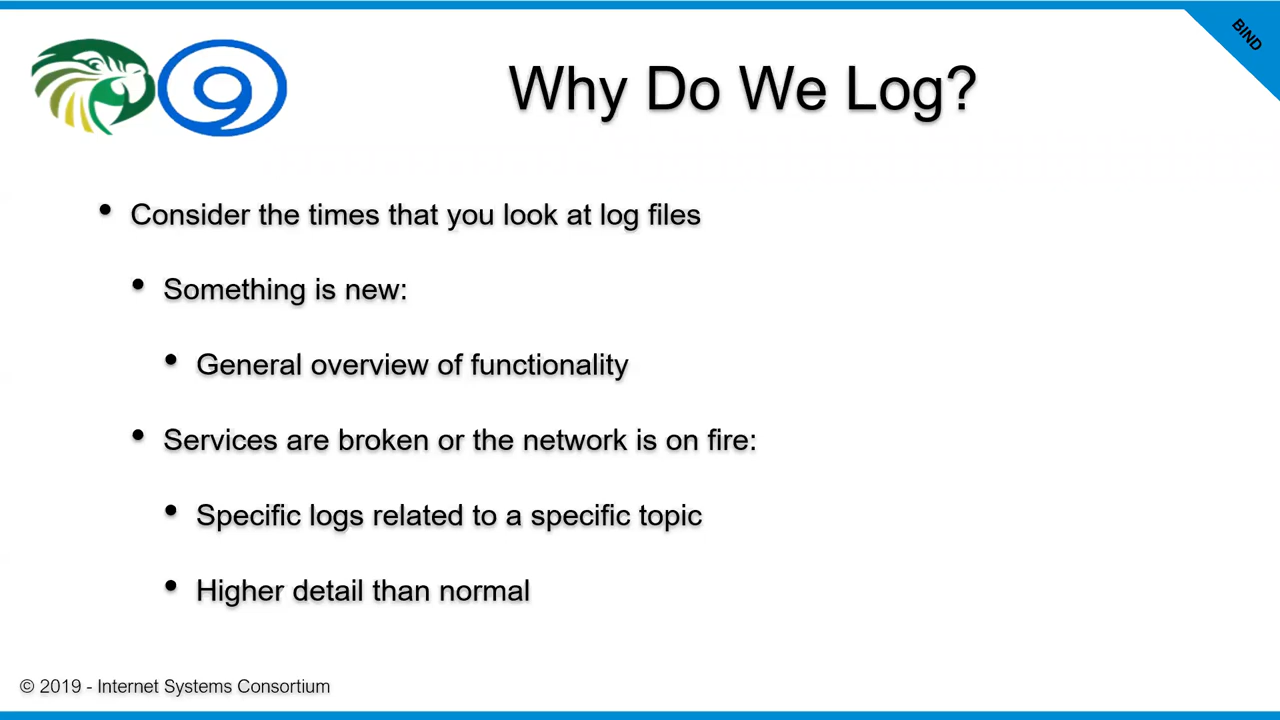 BIND
9
Why Do We Log?
• Consider the times that you look at log files
• Something is new:
• General overview of functionality
• Services are broken or the network is on fire:
• Specific logs related to a specific topic
• Higher detail than normal
© 2019 - Internet Systems Consortium